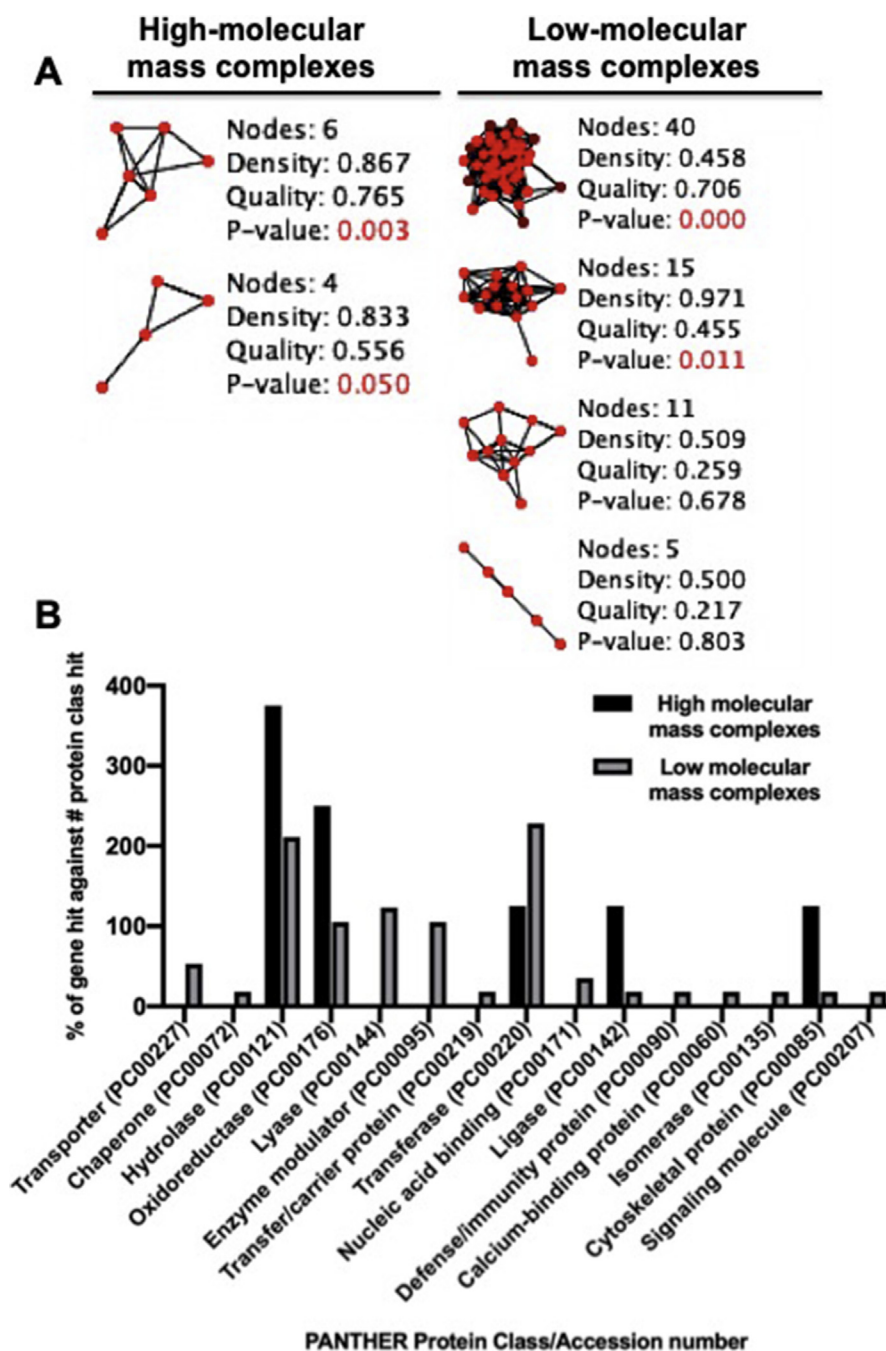 High-molecular
mass complexes
Low-molecular
mass complexes
A
Nodes: 6
Density: 0.867
Quality: 0.765
P-value: 0.003
Nodes: 4
Density: 0.833
Quality: 0.556
P-value: 0.050
Nodes: 40
Density: 0.458
Quality: 0.706
P-value: 0.000
Nodes: 15
Density: 0.971
Quality: 0.455
P-value: 0.011
Nodes: 11
Density: 0.509
Quality: 0.259
P-value: 0.678
Nodes: 5
Density: 0.500
Quality: 0.217
P-value: 0.803
B
% of gene hit against # protein clas hit
400
300
200
100
0
High molecular
mass complexes
Low molecular
mass complexes
Transporter (PC00227)
Chaperone (PC00072)
Hydrolase (PC00121)
Oxidoreductase (PC00176)
Lyase (PC00144)
Enzyme modulator (PC00095)
Transfer/carrier protein (PC00219)
Transferase (PC00220)
Nucleic acid binding (PC00171)
Ligase (PC00142)
Defense/immunity protein (PC00090)
Calcium-binding protein (PC00060)
Isomerase (PC00135)
Cytoskeletal protein (PC00085)
Signaling molecule (PC00207)
PANTHER Protein Class/Accession number